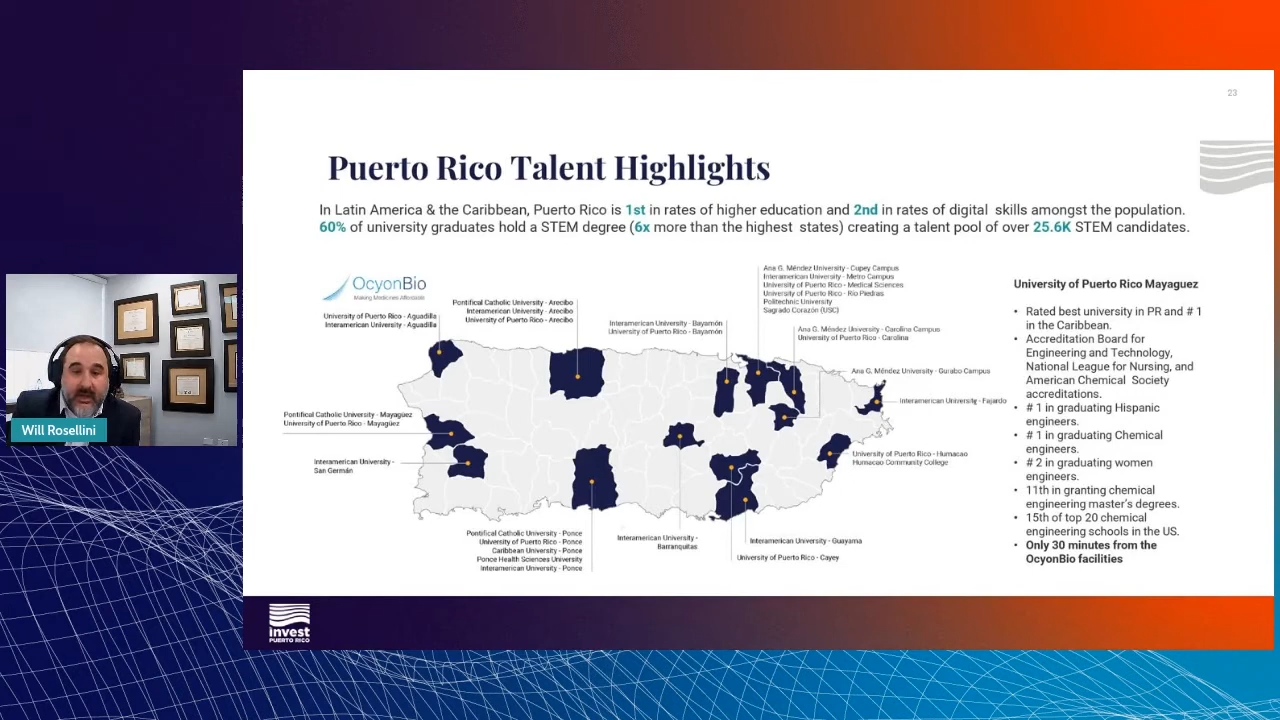 23
Puerto Rico Talent Highlights
In Latin America & the Caribbean, Puerto Rico is 1st in rates of higher education and 2nd in rates of digital skills amongst the population.
60% of university graduates hold a STEM degree (6x more than the highest states) creating a talent pool of over 25.6K STEM candidates.
OcyonBio
Making Medicines Affordable
University of Puerto Rico - Aguadilla
Interamerican University - Aguadilla
Pontifical Catholic University - Arecibo
Interamerican University - Arecibo
University of Puerto Rico - Arecibo
Interamerican University - Bayamón
University of Puerto Rico - Bayamón
Ana G. Méndez University - Cupey Campus
Interamerican University - Metro Campus
University of Puerto Rico - Medical Sciences
University of Puerto Rico - Río Piedras
Politechnic University
Sagrado Corazón (USC)
Ana G. Méndez University - Carolina Campus
University of Puerto Rico - Carolina
Ana G. Méndez University - Gurabo Campus
Interamerican University - Fajardo
Pontifical Catholic University - Mayagüez
University of Puerto Rico - Mayagüez
Interamerican University -
San Germán
University of Puerto Rico - Humacao
Humacao Community College
Pontifical Catholic University - Ponce
University of Puerto Rico - Ponce
Caribbean University - Ponce
Ponce Health Sciences University
Interamerican University - Ponce
Interamerican University -
Barranquitas
Interamerican University - Guayama
University of Puerto Rico - Cayey
University of Puerto Rico Mayaguez
• Rated best university in PR and # 1
in the Caribbean.
• Accreditation Board for
Engineering and Technology,
National League for Nursing, and
American Chemical Society
accreditations.
• # 1 in graduating Hispanic
engineers.
• # 1 in graduating Chemical
engineers.
• # 2 in graduating women
engineers.
• 11th in granting chemical
engineering master's degrees.
• 15th of top 20 chemical
engineering schools in the US.
• Only 30 minutes from the
OcyonBio facilities
Will Rosellini
invest
PUERTO RICO